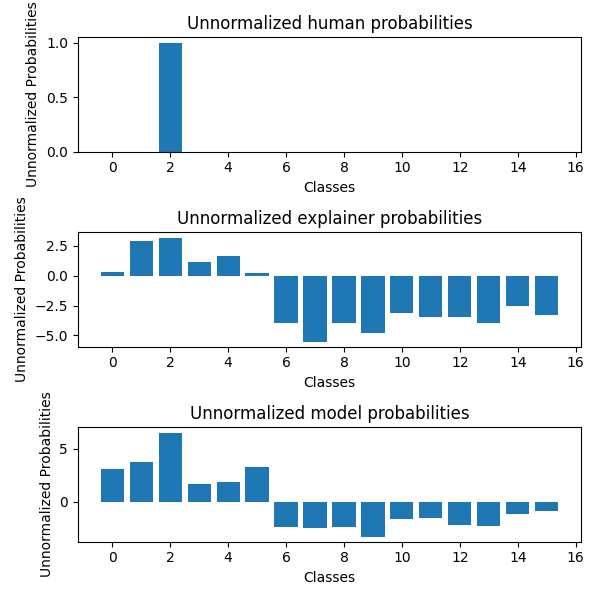 Unnormalized human probabilities
Unnormalized Probabilities
1.0
0.5
0.0
0 2 4 6 8 10 12 14 16
Classes
Unnormalized explainer probabilities
Unnormalized Probabilities
2.5
0.0
−2.5
−5.0
0 2 4 6 8 10 12 14 16
Classes
Unnormalized model probabilities
Unnormalized Probabilities
5
0
0 2 4 6 8 10 12 14 16
Classes